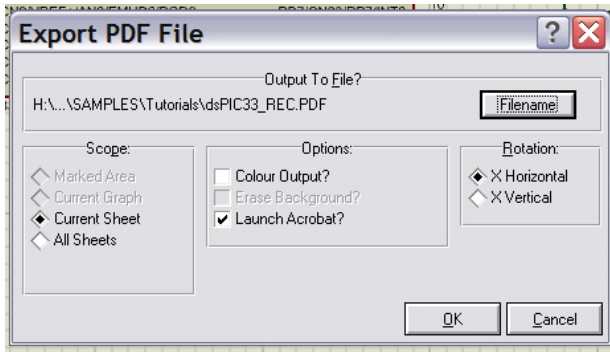 Export PDF File
Output To File?
H:\...\SAMPLES\Tutorials\dsPIC33_REC.PDF
Filename
Scope:
Marked Area
Current Graph
Current Sheet
All Sheets
Options:
Colour Output?
Erase Background?
Launch Acrobat?
Rotation:
X Horizontal
X Vertical
OK
Cancel